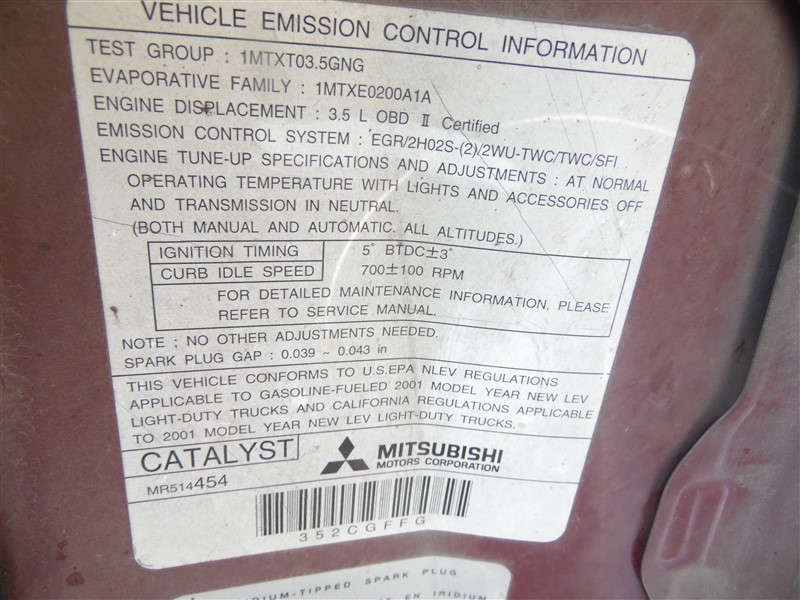 VEHICLE EMISSION CONTROL INFORMATION
TEST GROUP : 1MTXT03.5GNG
EVAPORATIVE FAMILY : 1MTXE0200A1A
ENGINE DISPLACEMENT : 3.5 L OBD II Certified
EMISSION CONTROL SYSTEM : EGR/2HO2S-(2)/2WU-TWC/TWC/SFI
ENGINE TUNE-UP SPECIFICATIONS AND ADJUSTMENTS : AT NORMAL
OPERATING TEMPERATURE WITH LIGHTS AND ACCESSORIES OFF
AND TRANSMISSION IN NEUTRAL.
(BOTH MANUAL AND AUTOMATIC. ALL ALTITUDES.)
IGNITION TIMING 5° BTDC±3°
CURB IDLE SPEED 700±100 RPM
FOR DETAILED MAINTENANCE INFORMATION, PLEASE
REFER TO SERVICE MANUAL.
NOTE : NO OTHER ADJUSTMENTS NEEDED.
SPARK PLUG GAP : 0.039 ~ 0.043 in
THIS VEHICLE CONFORMS TO U.S.EPA NLEV REGULATIONS
APPLICABLE TO GASOLINE-FUELED 2001 MODEL YEAR NEW LEV
LIGHT-DUTY TRUCKS AND CALIFORNIA REGULATIONS APPLICABLE
TO 2001 MODEL YEAR NEW LEV LIGHT-DUTY TRUCKS.
CATALYST MITSUBISHI
MOTORS CORPORATION
MR514454
352CGFFG
-TIPPED SPARK PLUG
EN IRIDIUM